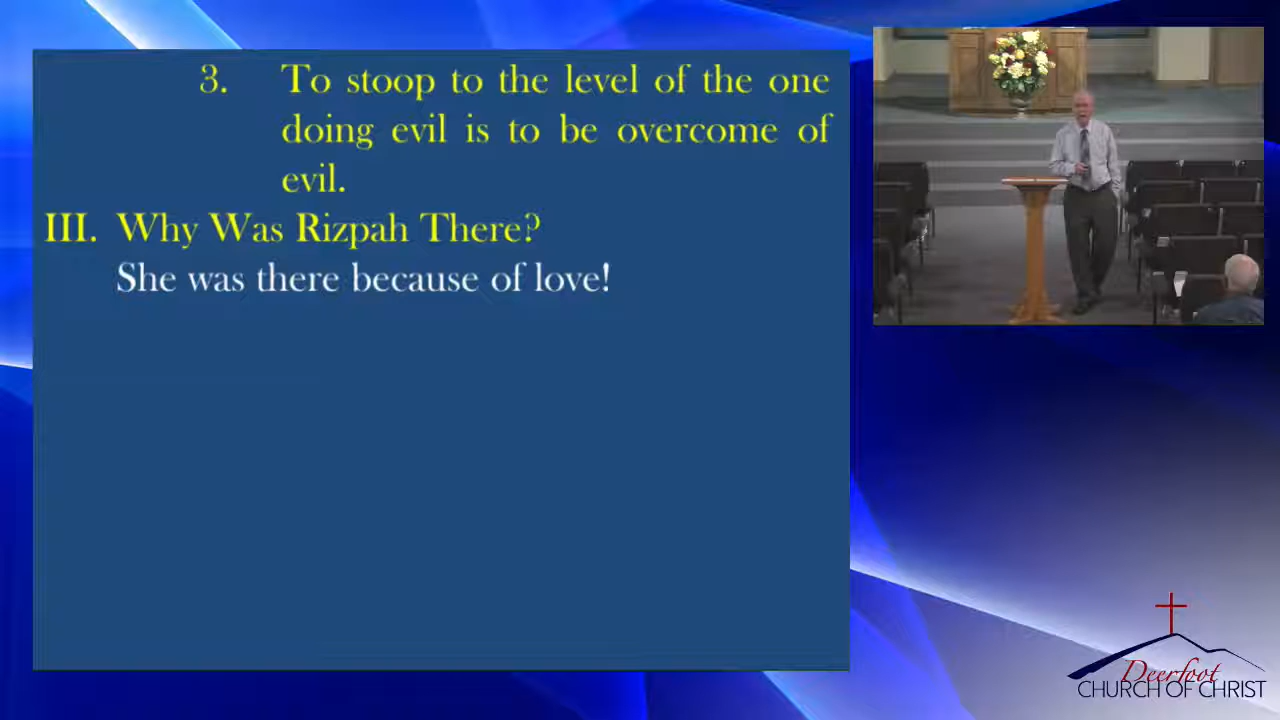 3. To stoop to the level of the one
doing evil is to be overcome of
evil.
III. Why Was Rizpah There?
She was there because of love!
Deerfoot
CHURCH OF CHRIST